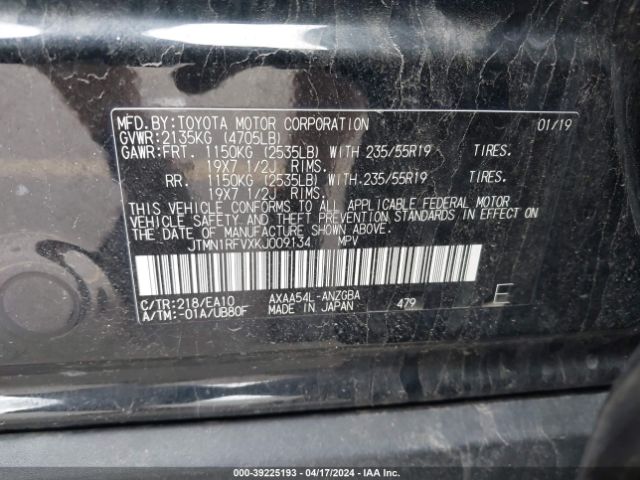 MFD.BY:TOYOTA MOTOR CORPORATION 01/19
GVWR:2135KG (4705LB)
GAWR:FRT. 1150KG (2535LB) WITH 235/55R19 TIRES.
19X7 1/2J RIMS.
RR. 1150KG (2535LB) WITH 235/55R19 TIRES.
19X7 1/2J RIMS.
THIS VEHICLE CONFORMS TO ALL APPLICABLE FEDERAL MOTOR
VEHICLE SAFETY AND THEFT PREVENTION STANDARDS IN EFFECT ON
THE DATE OF MANUFACTURE SHOWN ABOVE.
JTMN1RFVXKJ009134 MPV
C/TR:218/EA10 AXAA54L-ANZGBA
A/TM:-01A/UB80F MADE IN JAPAN 479 E
000-39225193 - 04/17/2024 - IAA Inc.